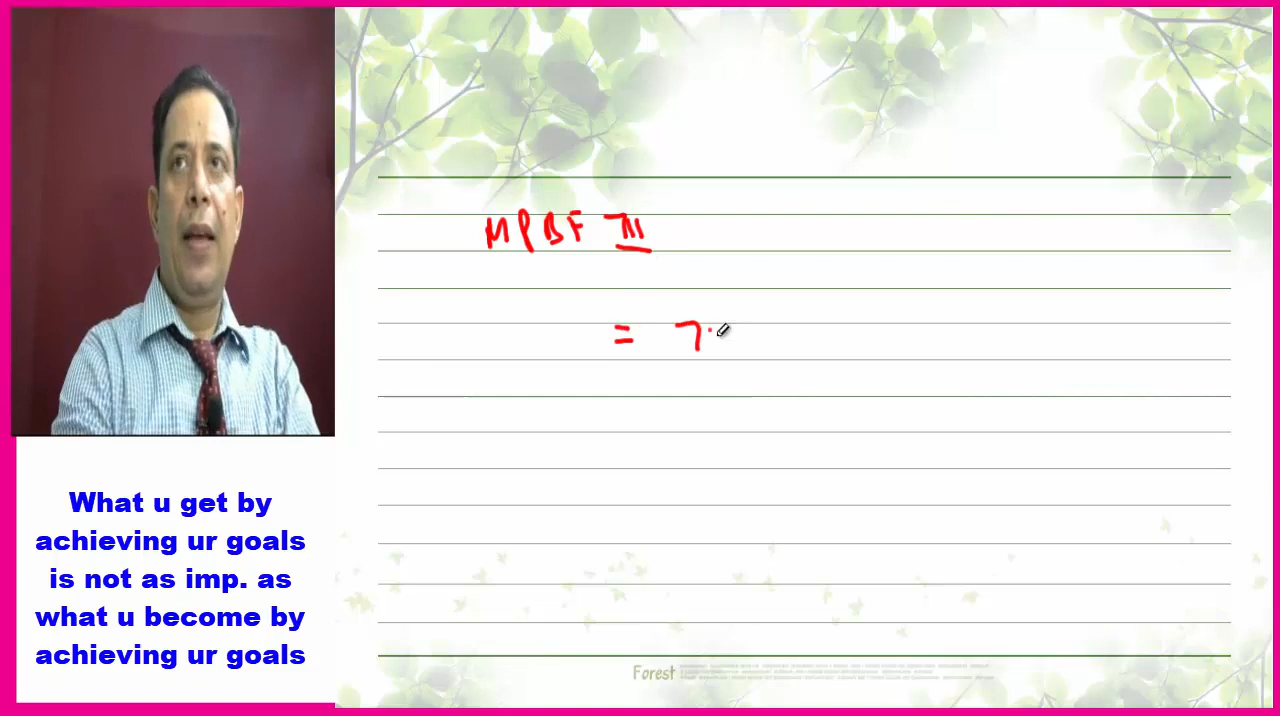 MPBF III
= 7.
What u get by
achieving ur goals
is not as imp. as
what u become by
achieving ur goals
Forest